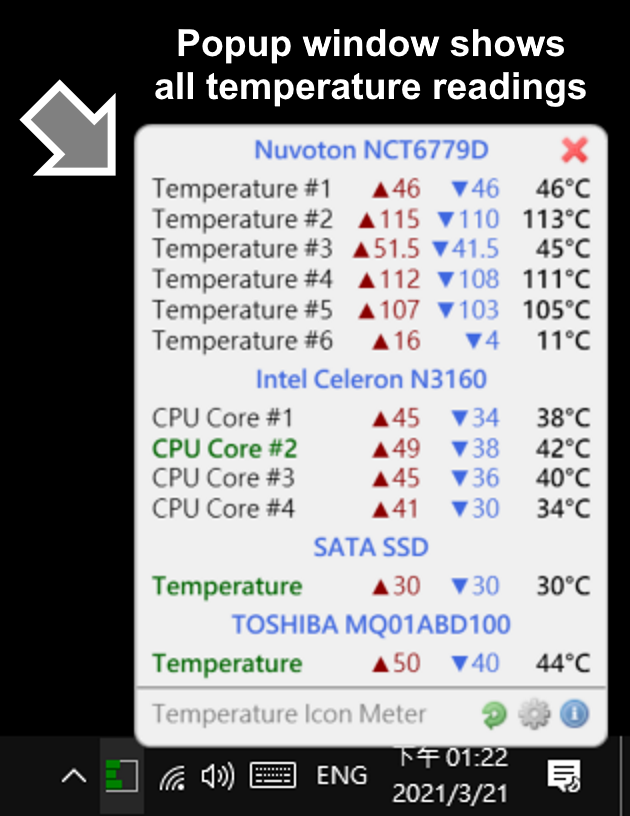 Popup window shows
all temperature readings
Nuvoton NCT6779D
Temperature #1 ▲46 ▼46 46°C
Temperature #2 ▲115 ▼110 113°C
Temperature #3 ▲51.5 ▼41.5 45°C
Temperature #4 ▲112 ▼108 111°C
Temperature #5 ▲107 ▼103 105°C
Temperature #6 ▲16 ▼4 11°C
Intel Celeron N3160
CPU Core #1 ▲45 ▼34 38°C
CPU Core #2 ▲49 ▼38 42°C
CPU Core #3 ▲45 ▼36 40°C
CPU Core #4 ▲41 ▼30 34°C
SATA SSD
Temperature ▲30 ▼30 30°C
TOSHIBA MQ01ABD100
Temperature ▲50 ▼40 44°C
Temperature Icon Meter
ENG
下午 01:22
2021/3/21